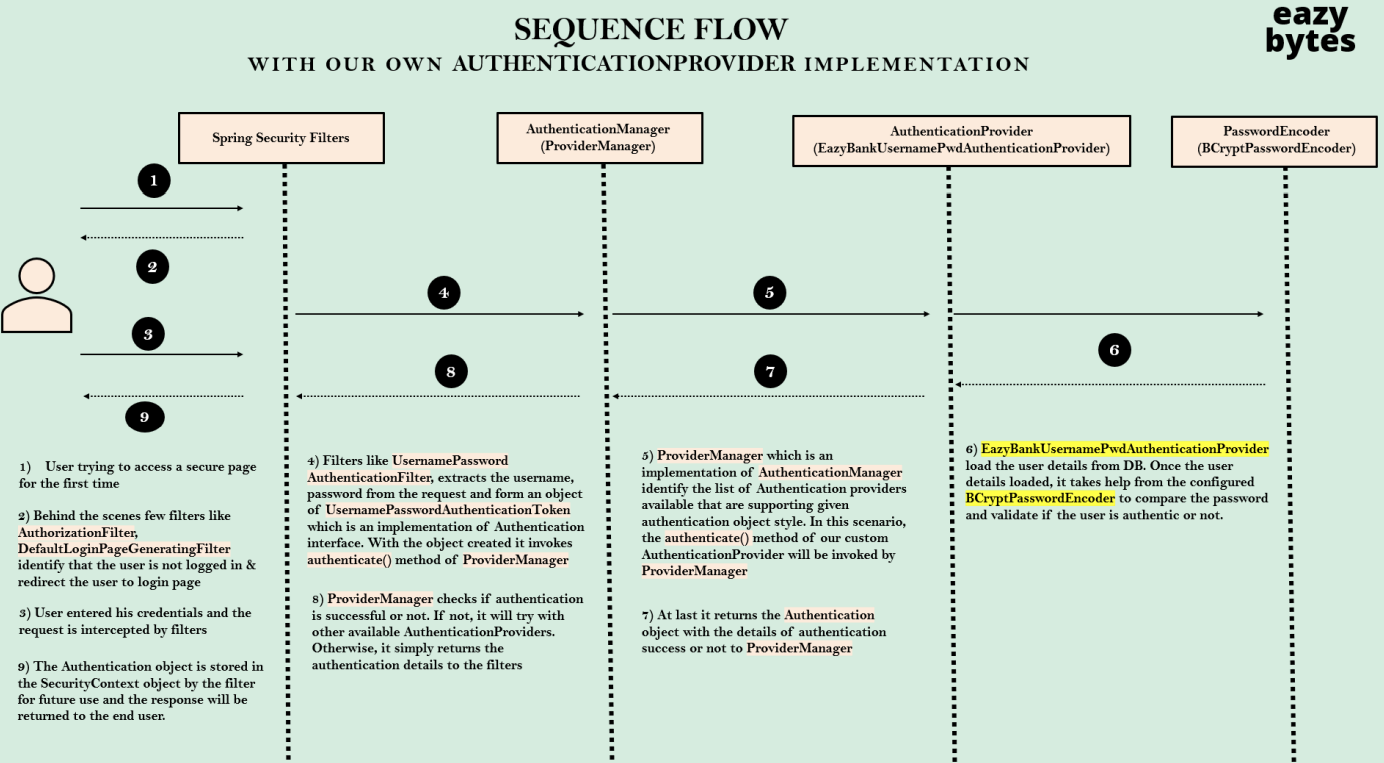 SEQUENCE FLOW
WITH OUR OWN AUTHENTICATIONPROVIDER IMPLEMENTATION
eazy
bytes
Spring Security Filters
AuthenticationManager
(ProviderManager)
AuthenticationProvider
(EazyBankUsernamePwdAuthenticationProvider)
PasswordEncoder
(BCryptPasswordEncoder)
1
2
3
9
4
8
5
7
6
1) User trying to access a secure page
for the first time
2) Behind the scenes few filters like
AuthorizationFilter,
DefaultLoginPageGeneratingFilter
identify that the user is not logged in &
redirect the user to login page
3) User entered his credentials and the
request is intercepted by filters
9) The Authentication object is stored in
the SecurityContext object by the filter
for future use and the response will be
returned to the end user.
4) Filters like UsernamePassword
AuthenticationFilter, extracts the username,
password from the request and form an object
of UsernamePasswordAuthenticationToken
which is an implementation of Authentication
interface. With the object created it invokes
authenticate() method of ProviderManager
8) ProviderManager checks if authentication
is successful or not. If not, it will try with
other available AuthenticationProviders.
Otherwise, it simply returns the
authentication details to the filters
5) ProviderManager which is an
implementation of AuthenticationManager
identify the list of Authentication providers
available that are supporting given
authentication object style. In this scenario,
the authenticate() method of our custom
AuthenticationProvider will be invoked by
ProviderManager
7) At last it returns the Authentication
object with the details of authentication
success or not to ProviderManager
6) EazyBankUsernamePwdAuthenticationProvider
load the user details from DB. Once the user
details loaded, it takes help from the configured
BCryptPasswordEncoder to compare the password
and validate if the user is authentic or not.